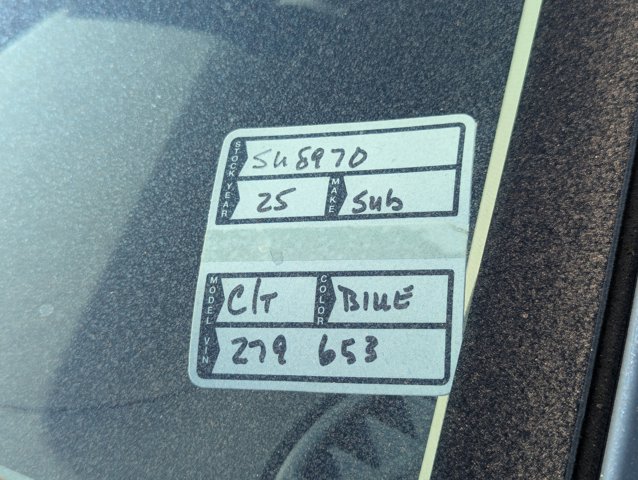 STOCK SU8970
YEAR 25 MAKE Sub
MODEL C/T COLOR BlUE
VIN 279 653